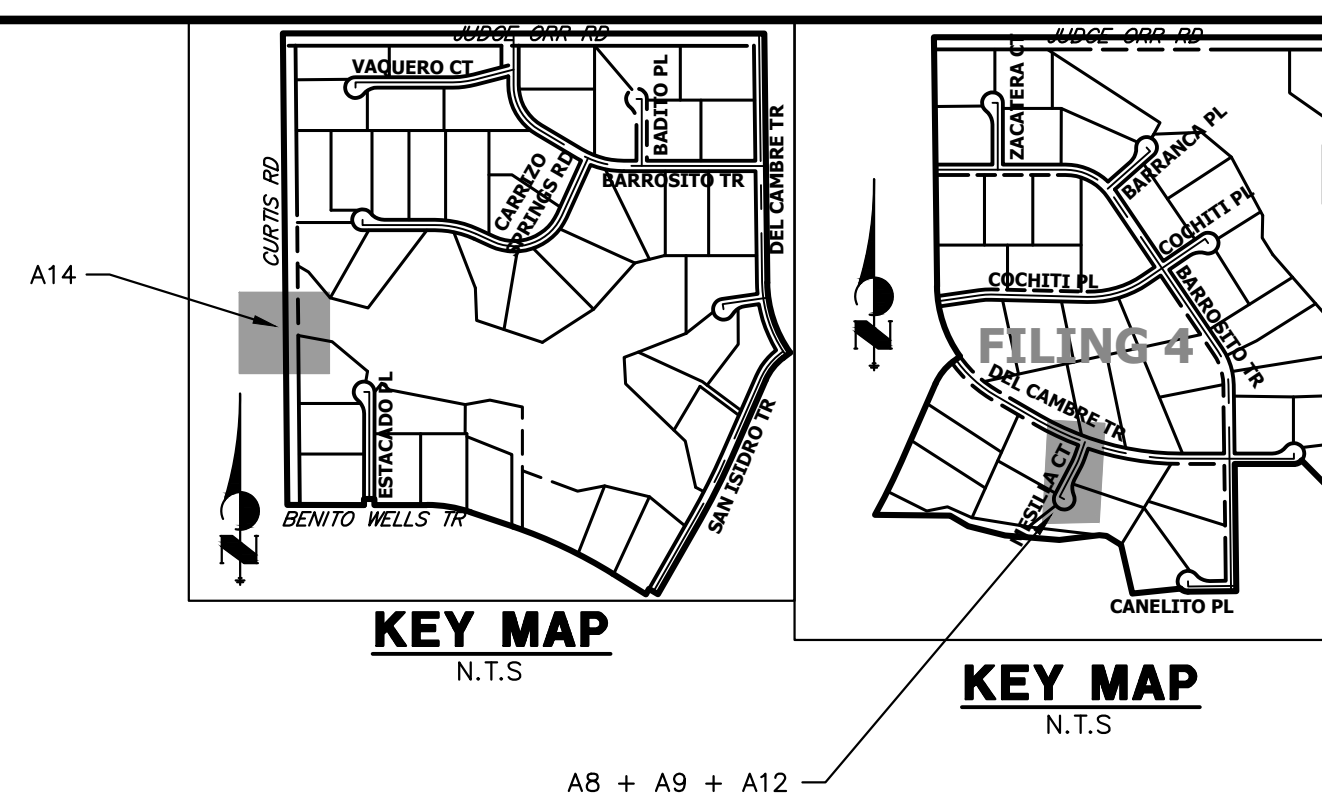 JUDGE ORR RD
VAQUERO CT
BADITO PL
DEL CAMBRE TR
CURTIS RD
CARRIZO
SPRINGS RD
BARROSITO TR
A14
ESTACADO PL
SAN ISIDRO TR
BENITO WELLS TR
N
KEY MAP
N.T.S
JUDGE ORR RD
ZACATERA CT
BARRANCA PL
COCHITI PL
COCHITI PL
BARROSITO TR
FILING 4
DEL CAMBRE TR
MESILLA CT
N
CANELITO PL
KEY MAP
N.T.S
A8 + A9 + A12